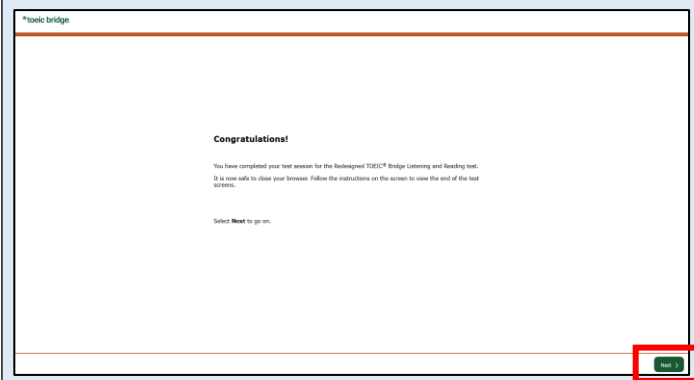 *toeic bridge.
Congratulations!
You have completed your test session for the Redesigned TOEIC® Bridge Listening and Reading test.
It is now safe to close your browser. Follow the instructions on the screen to view the end of the test
screens.
Select Next to go on.
Next >